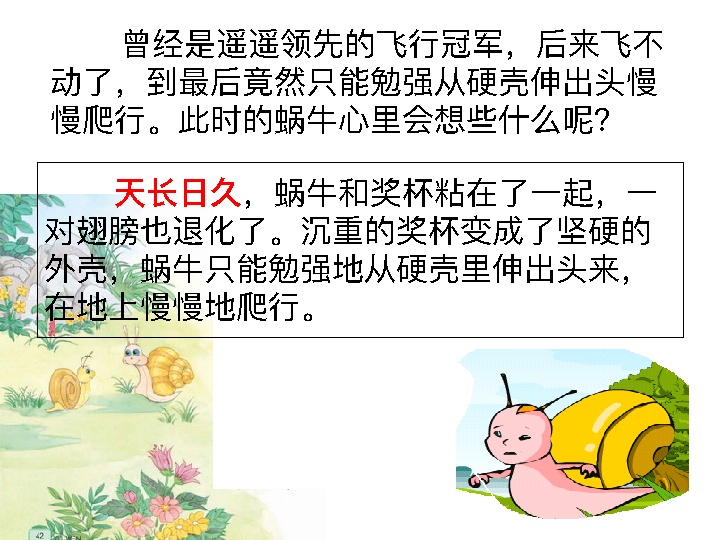 曾经是遥遥领先的飞行冠军，后来飞不
动了，到最后竟然只能勉强从硬壳伸出头慢
慢爬行。此时的蜗牛心里会想些什么呢？
天长日久，蜗牛和奖杯粘在了一起，一
对翅膀也退化了。沉重的奖杯变成了坚硬的
外壳，蜗牛只能勉强地从硬壳里伸出头来，
在地上慢慢地爬行。
42